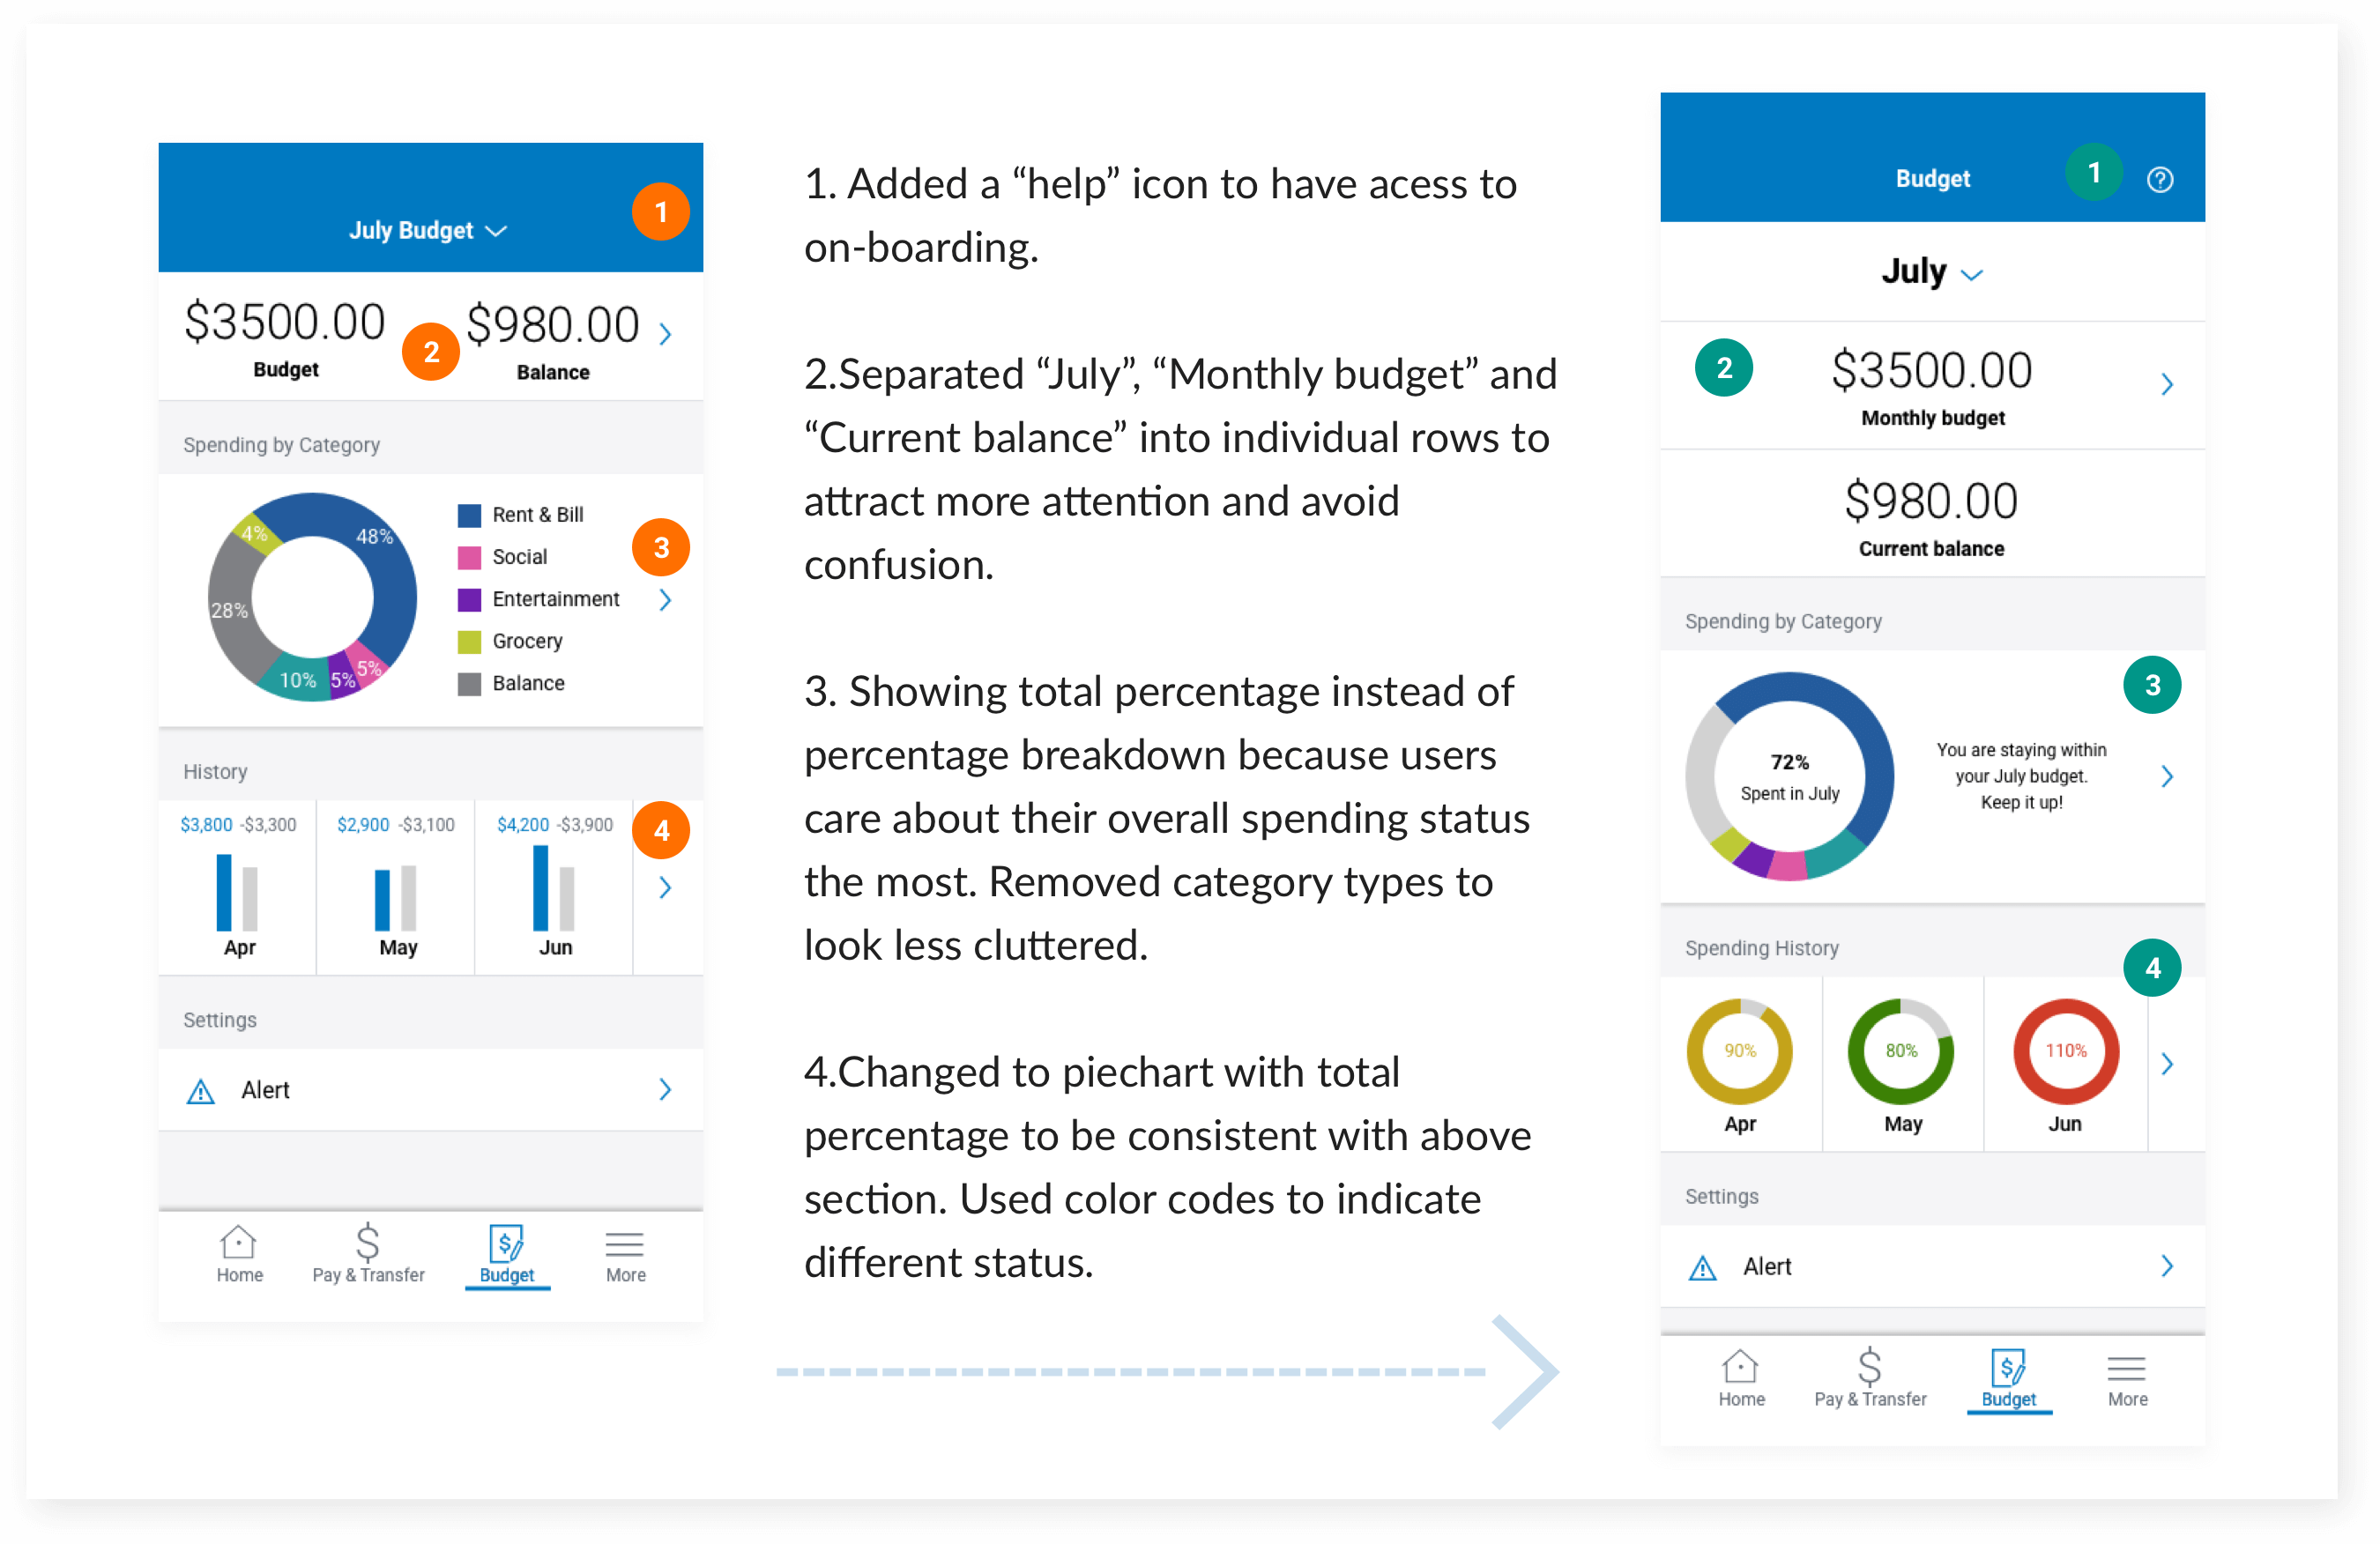 July Budget
1
$3500.00
Budget
2
$980.00
Balance
Spending by Category
4%
48%
28%
10%
5%
5%
Rent & Bill
Social
Entertainment
Grocery
Balance
3
History
$3,800 -$3,300
$2,900 -$3,100
$4,200 -$3,900
4
Apr
May
Jun
Settings
Alert
$
$
Home
Pay & Transfer
Budget
More
1. Added a “help” icon to have acess to
on-boarding.
2.Separated “July”, “Monthly budget” and
“Current balance” into individual rows to
attract more attention and avoid
confusion.
3. Showing total percentage instead of
percentage breakdown because users
care about their overall spending status
the most. Removed category types to
look less cluttered.
4.Changed to piechart with total
percentage to be consistent with above
section. Used color codes to indicate
different status.
Budget
1
?
July
2
$3500.00
Monthly budget
$980.00
Current balance
Spending by Category
3
72%
Spent in July
You are staying within
your July budget.
Keep it up!
Spending History
4
90%
80%
110%
Apr
May
Jun
Settings
Alert
$
$
Home
Pay & Transfer
Budget
More